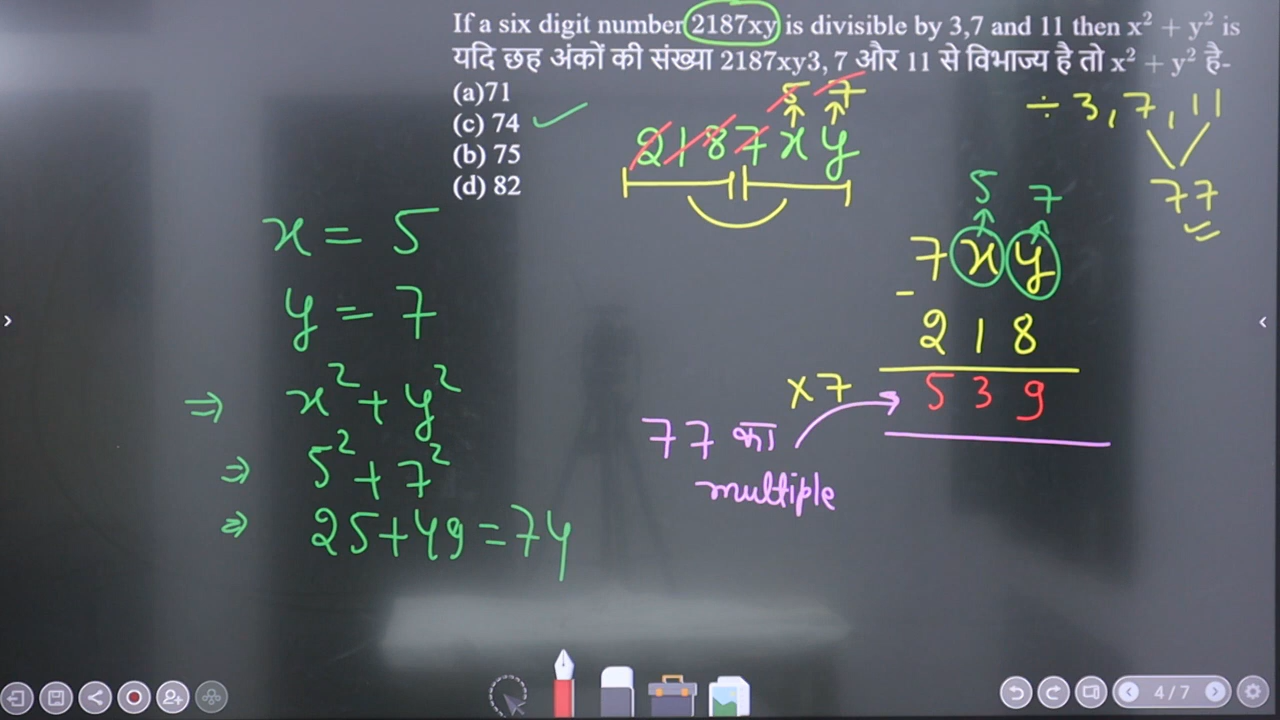 If a six digit number 2187xy is divisible by 3,7 and 11 then x² + y² is
यदि छह अंकों की संख्या 2187xy3, 7 और 11 से विभाज्य है तो x² + y² है-
(a)71
(c) 74 ✓
(b) 75
(d) 82
5 7
2187xy
÷ 3, 7, 11
77
x = 5
y = 7
⇒ x² + y²
⇒ 5² + 7²
⇒ 25+49=74
5 7
7xy
- 218
539
×7
77 का
multiple
4 / 7